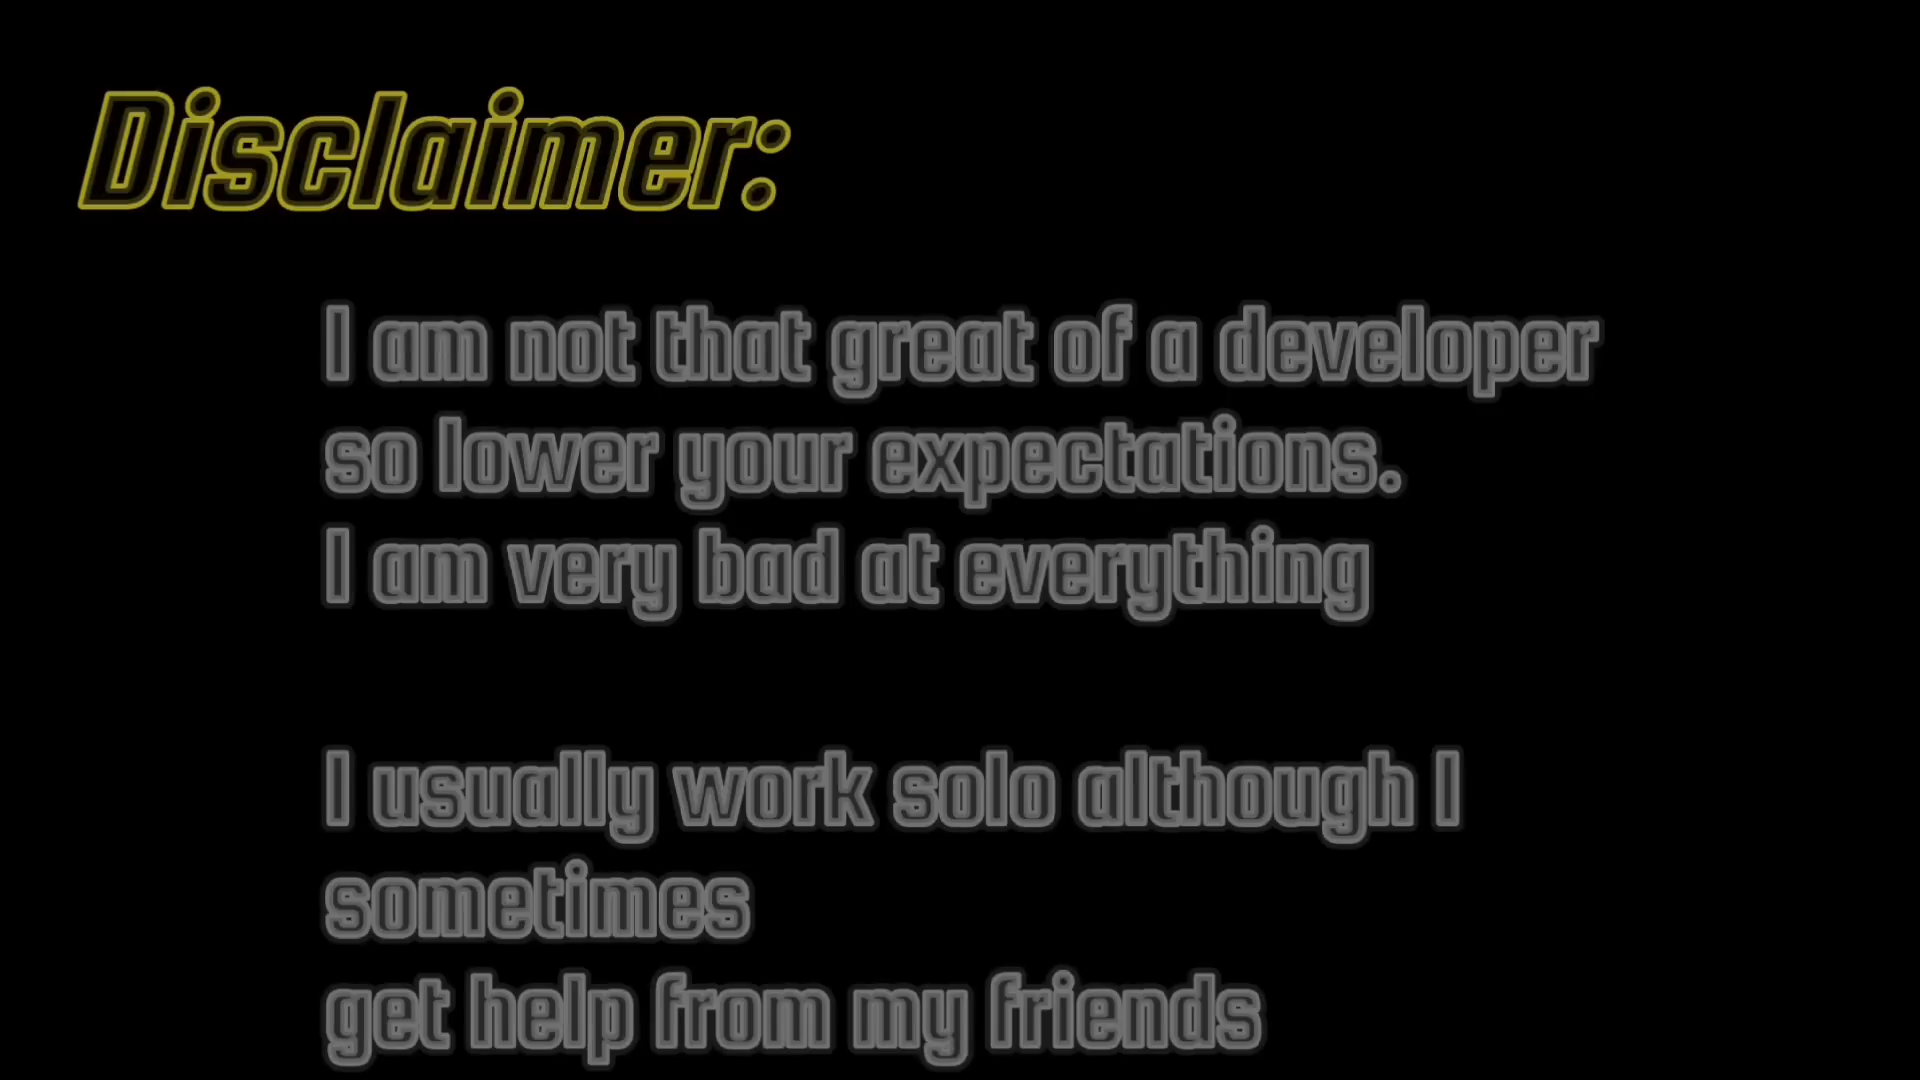 Disclaimer:
I am not that great of a developer
so lower your expectations.
I am very bad at everything
I usually work solo although I
sometimes
get help from my friends